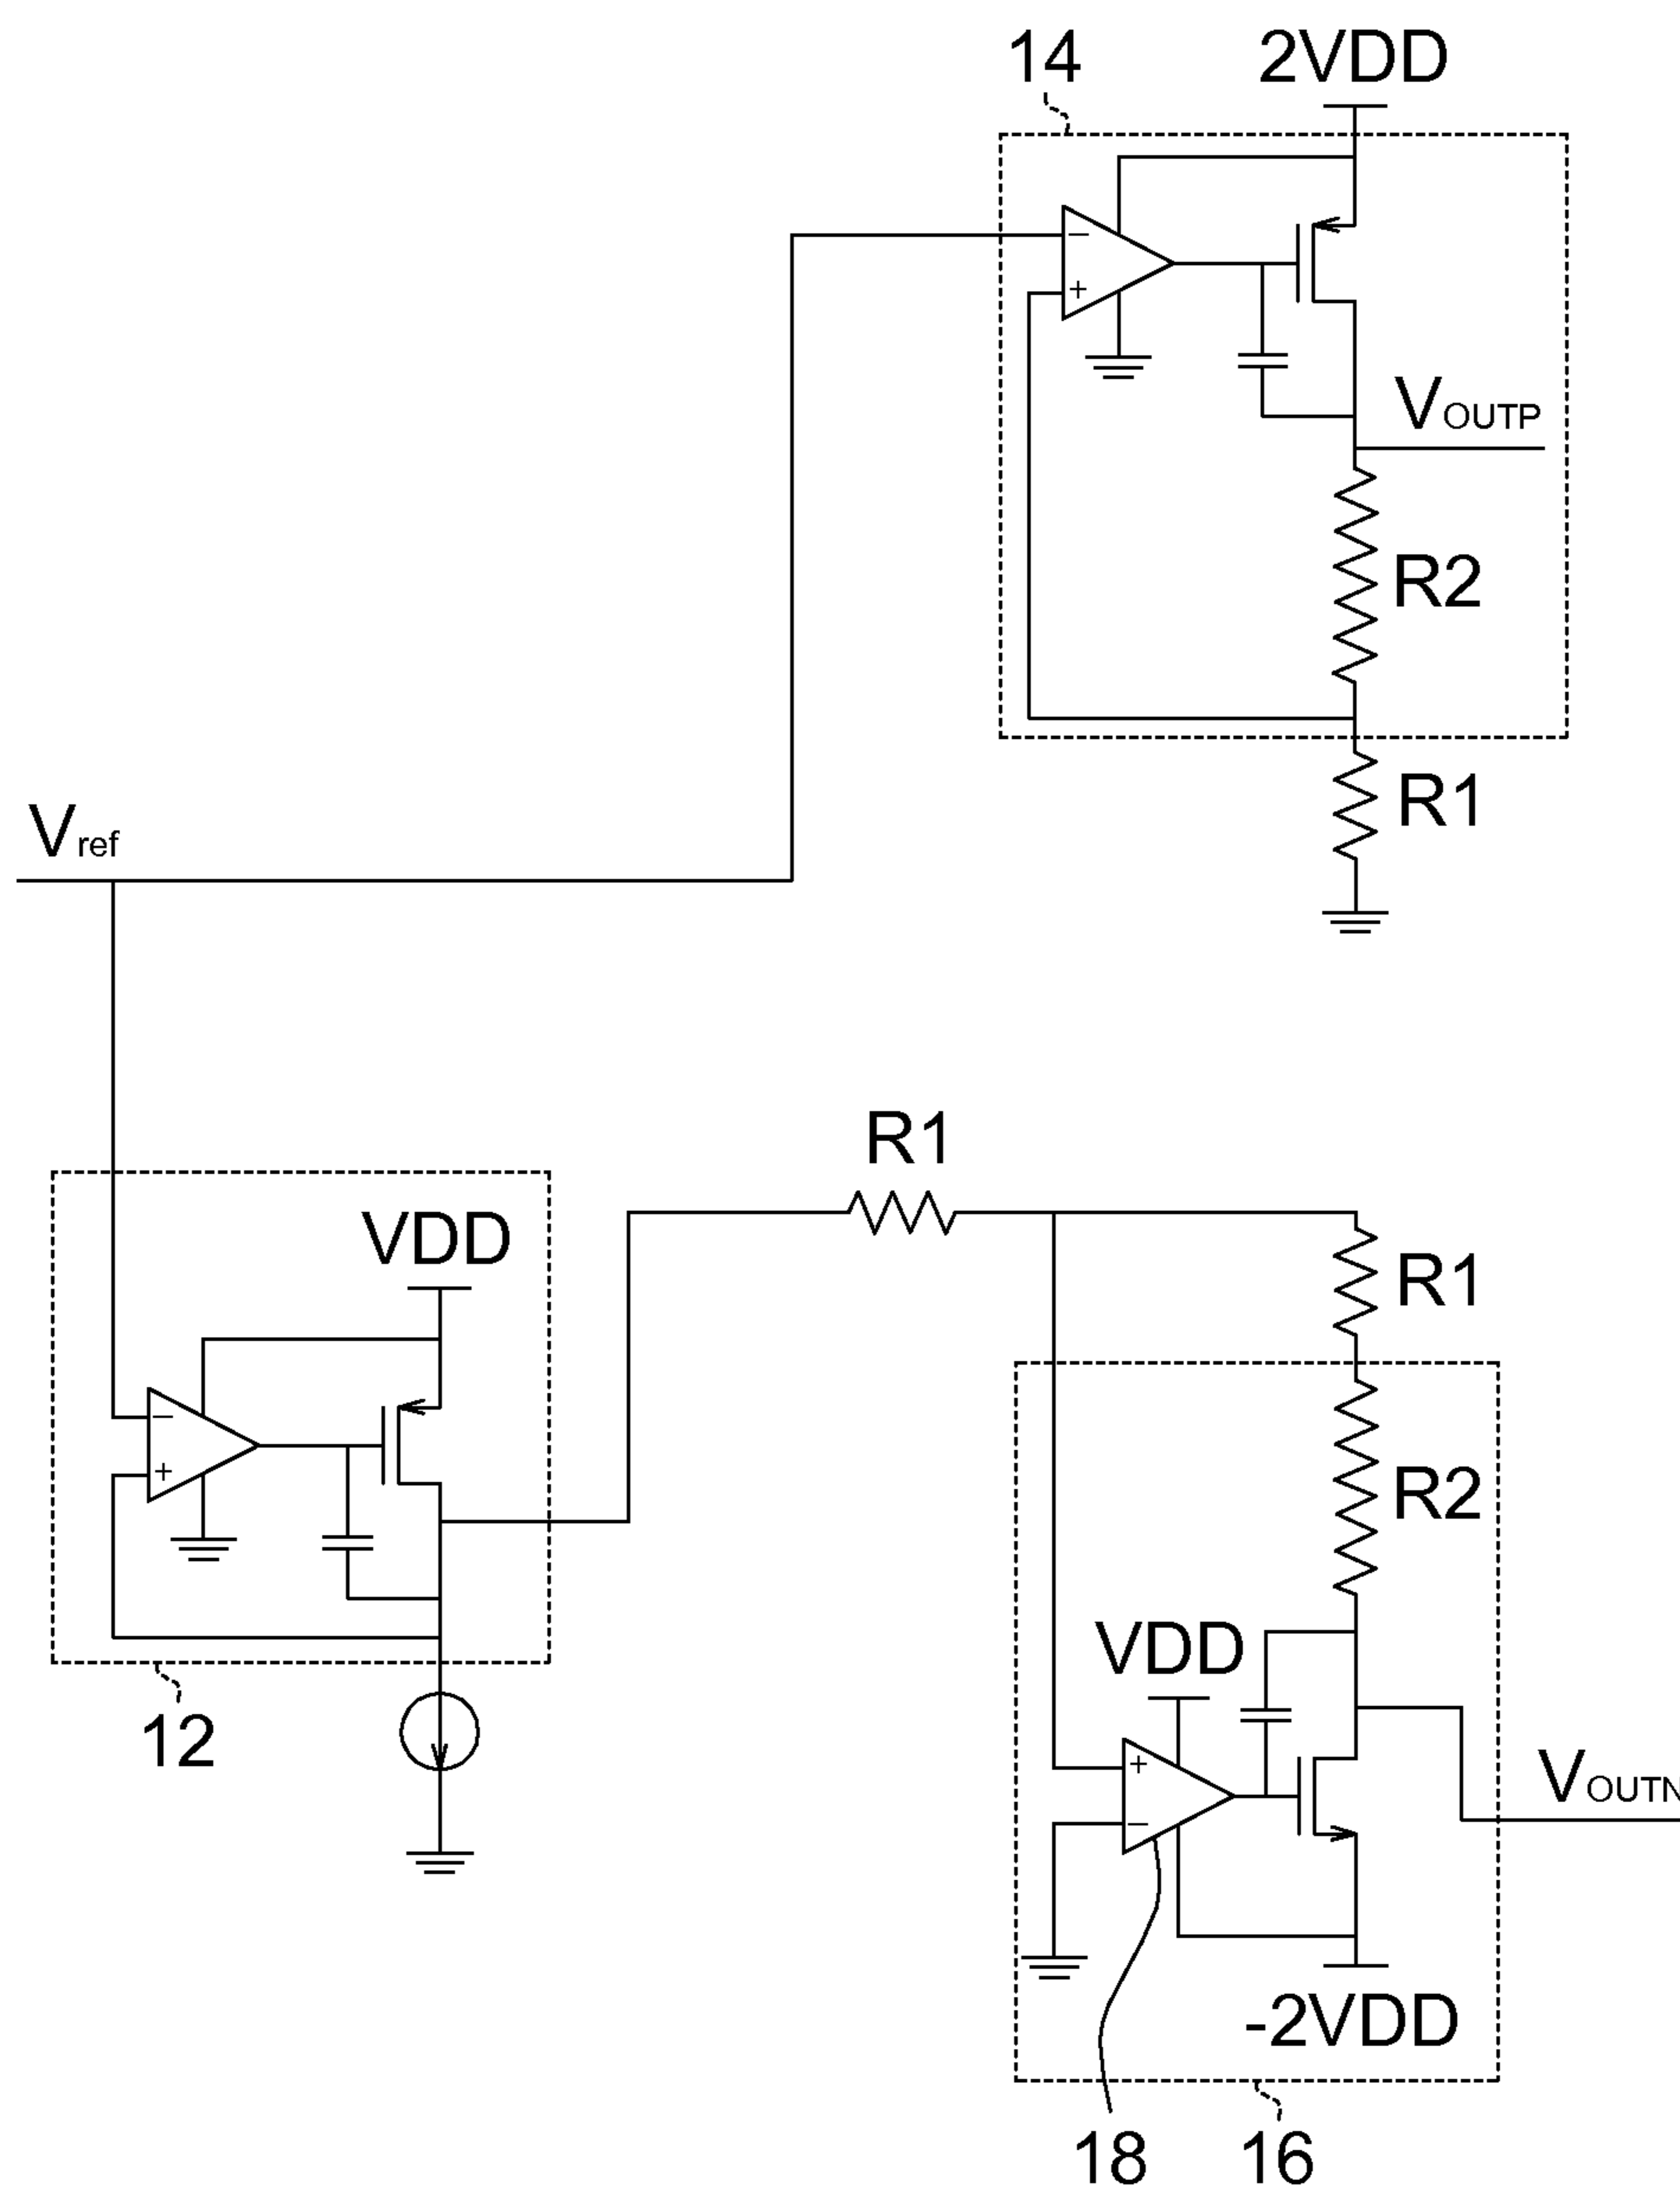 14
2VDD
−
+
VOUTP
R2
Vref
R1
R1
VDD
R1
−
+
R2
VDD
12
+
−
VOUTN
-2VDD
18
16